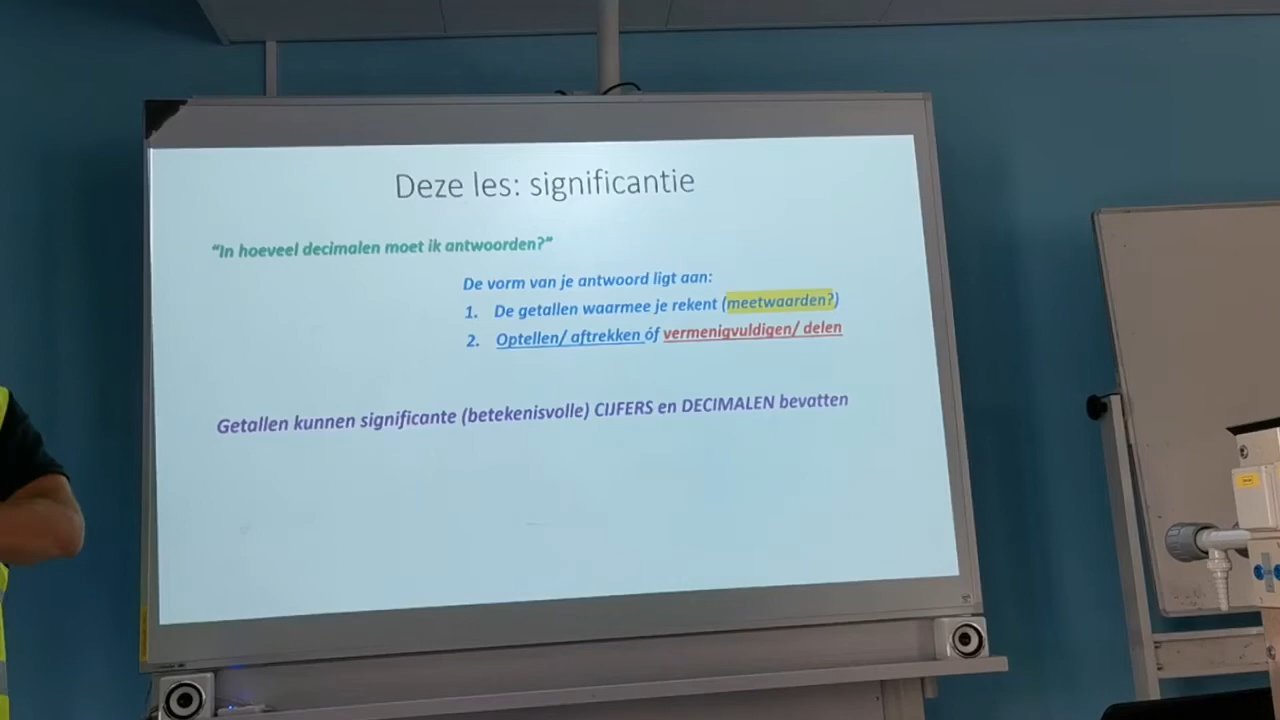 Deze les: significantie
“In hoeveel decimalen moet ik antwoorden?”
De vorm van je antwoord ligt aan:
1. De getallen waarmee je rekent (meetwaarden?)
2. Optellen/ aftrekken óf vermenigvuldigen/ delen
Getallen kunnen significante (betekenisvolle) CIJFERS en DECIMALEN bevatten